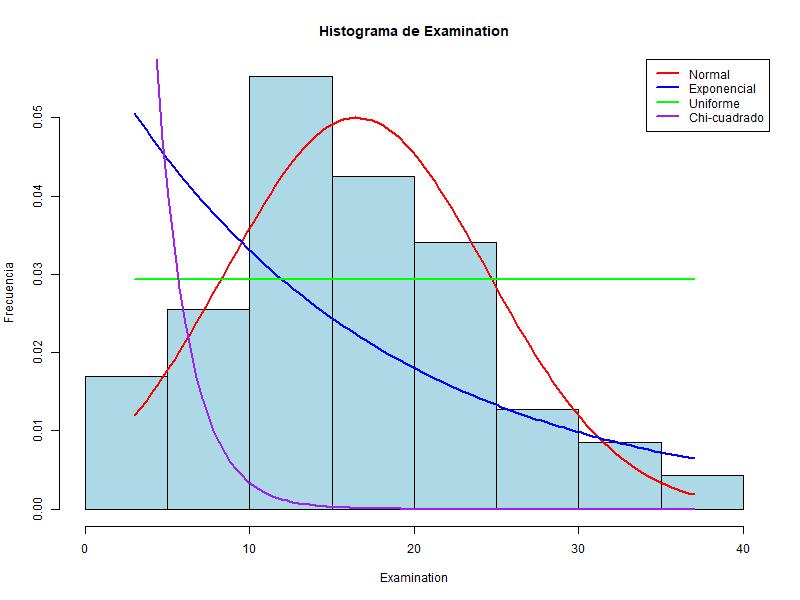 Histograma de Examination
Normal
Exponencial
Uniforme
Chi-cuadrado
Frecuencia
0.05
0.04
0.03
0.02
0.01
0.00
0 10 20 30 40
Examination